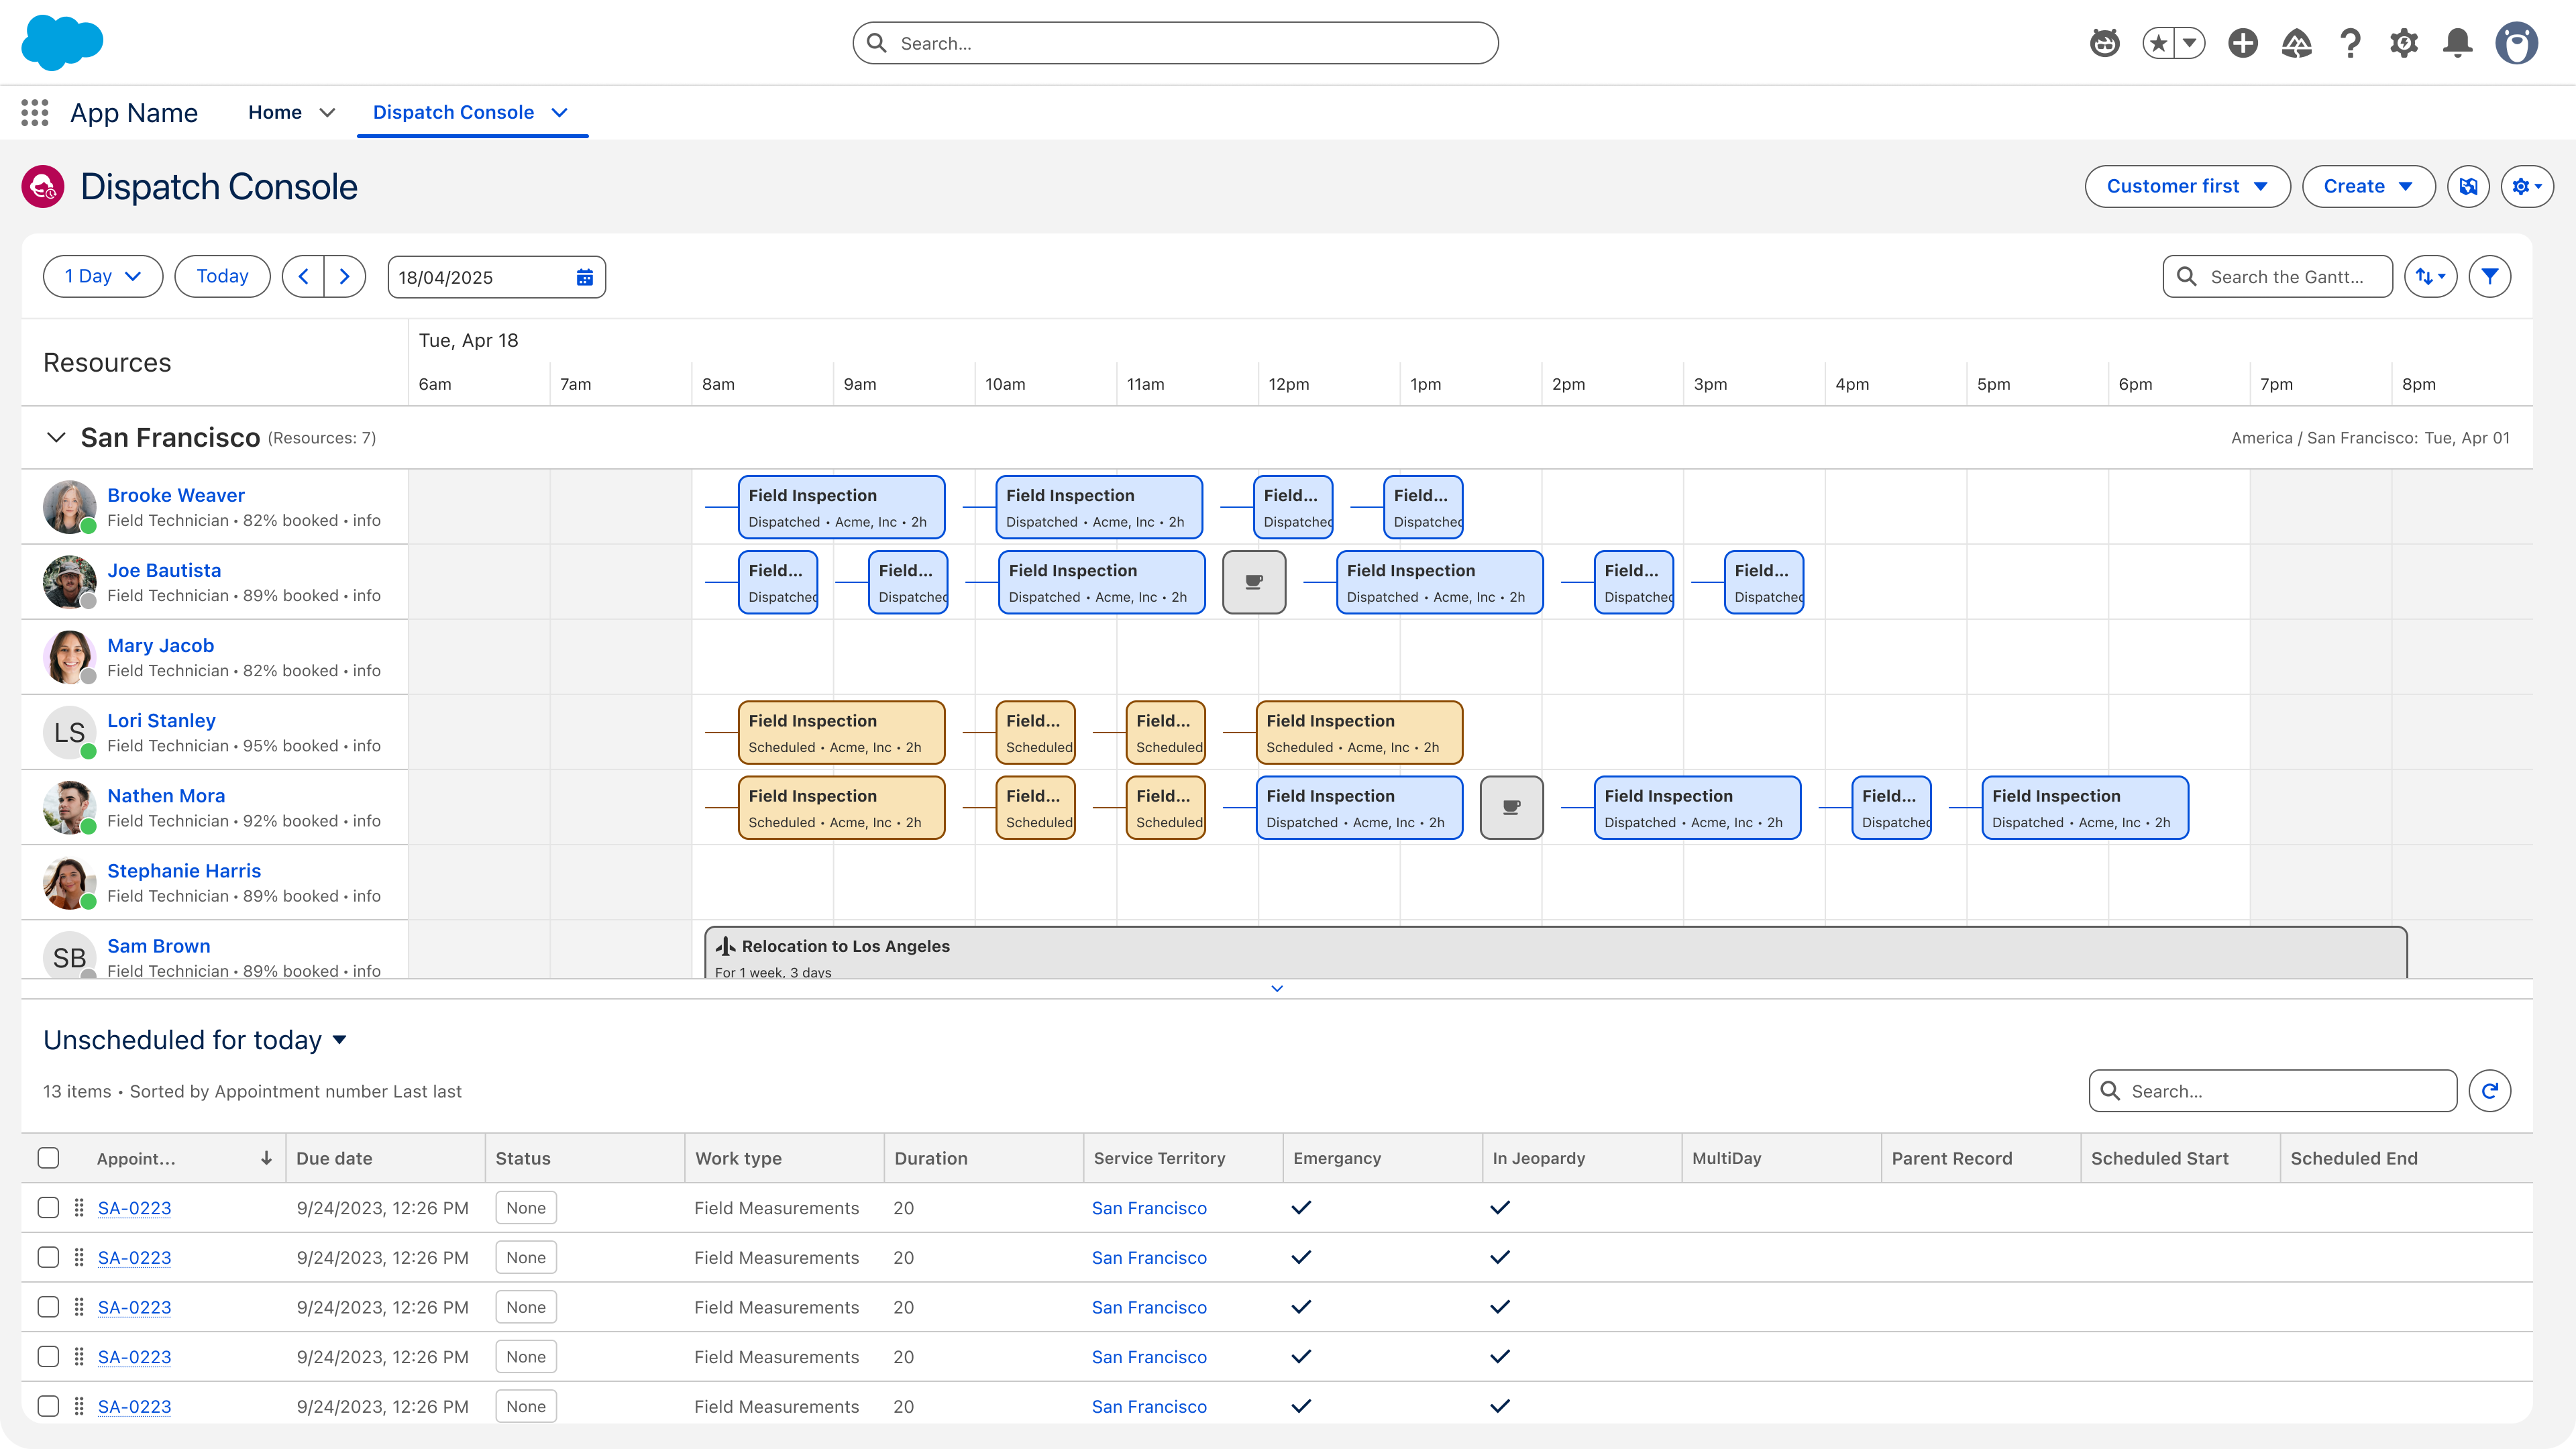 Search...
App Name Home Dispatch Console
Dispatch Console
Customer first Create
1 Day Today 18/04/2025 Search the Gantt...
Resources
Tue, Apr 18
6am 7am 8am 9am 10am 11am 12pm 1pm 2pm 3pm 4pm 5pm 6pm 7pm 8pm
San Francisco (Resources: 7) America / San Francisco: Tue, Apr 01
Brooke Weaver Field Inspection Field Inspection Field... Field...
Field Technician • 82% booked • info Dispatched • Acme, Inc • 2h Dispatched • Acme, Inc • 2h Dispatched Dispatched
Joe Bautista Field... Field... Field Inspection Field Inspection Field... Field...
Field Technician • 89% booked • info Dispatched Dispatched Dispatched • Acme, Inc • 2h Dispatched • Acme, Inc • 2h Dispatched Dispatched
Mary Jacob
Field Technician • 82% booked • info
LS Lori Stanley Field Inspection Field... Field... Field Inspection
Field Technician • 95% booked • info Scheduled • Acme, Inc • 2h Scheduled Scheduled Scheduled • Acme, Inc • 2h
Nathen Mora Field Inspection Field... Field... Field Inspection Field Inspection Field... Field Inspection
Field Technician • 92% booked • info Scheduled • Acme, Inc • 2h Scheduled Scheduled Dispatched • Acme, Inc • 2h Dispatched • Acme, Inc • 2h Dispatched Dispatched • Acme, Inc • 2h
Stephanie Harris
Field Technician • 89% booked • info
SB Sam Brown Relocation to Los Angeles
Field Technician • 89% booked • info For 1 week, 3 days
Unscheduled for today
13 items • Sorted by Appointment number Last last Search...
Appoint... Due date Status Work type Duration Service Territory Emergancy In Jeopardy MultiDay Parent Record Scheduled Start Scheduled End
SA-0223 9/24/2023, 12:26 PM None Field Measurements 20 San Francisco
SA-0223 9/24/2023, 12:26 PM None Field Measurements 20 San Francisco
SA-0223 9/24/2023, 12:26 PM None Field Measurements 20 San Francisco
SA-0223 9/24/2023, 12:26 PM None Field Measurements 20 San Francisco
SA-0223 9/24/2023, 12:26 PM None Field Measurements 20 San Francisco